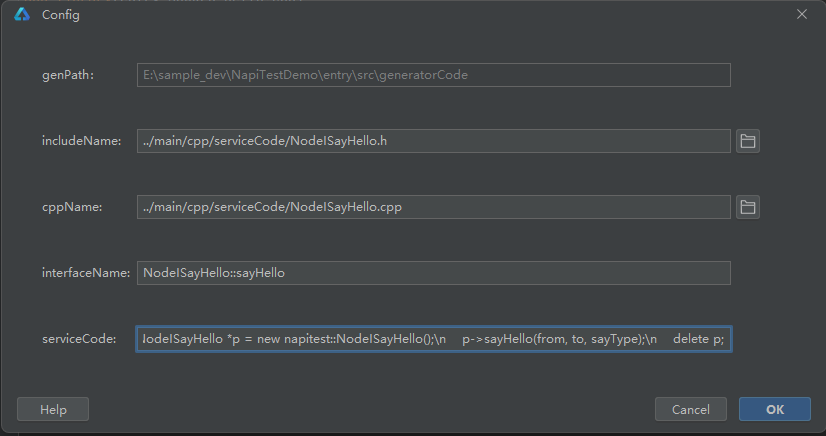 Config
genPath:
E:\sample_dev\NapiTestDemo\entry\src\generatorCode
includeName:
../main/cpp/serviceCode/NodeISayHello.h
cppName:
../main/cpp/serviceCode/NodeISayHello.cpp
interfaceName:
NodeISayHello::sayHello
serviceCode:
NodeISayHello *p = new napitest::NodeISayHello();\n    p->sayHello(from, to, sayType);\n    delete p;
Help
Cancel
OK